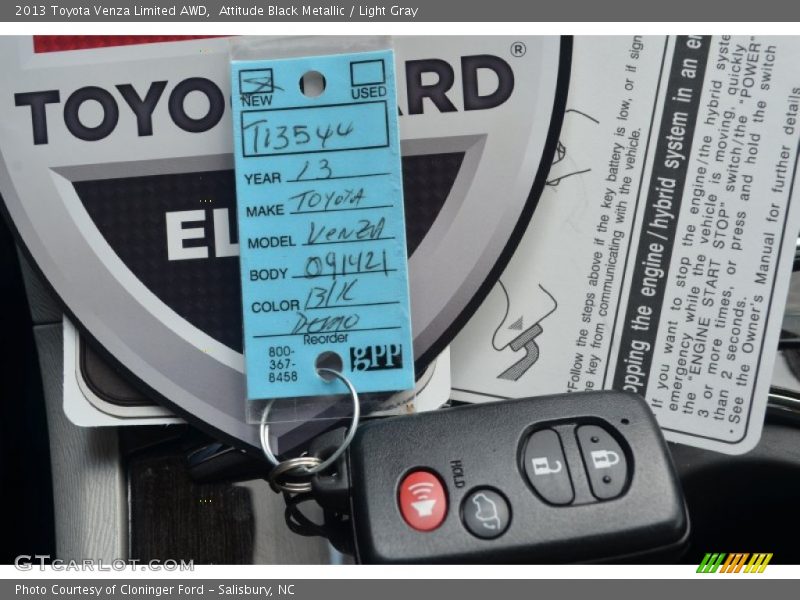 2013 Toyota Venza Limited AWD,  Attitude Black Metallic / Light Gray
TOYO
ARD
®
EL
NEW
USED
T13544
YEAR 13
MAKE TOYOTA
MODEL VENZA
BODY 091421
COLOR Blk
DEMO
Reorder
800-
367-
8458
gpp
HOLD
"Follow the steps above if the key battery is low, or if sign
he key from communicating with the vehicle.
opping the engine/hybrid system in an en
If you want to stop the engine/the hybrid syste
emergency while the vehicle is moving, quickly
the "ENGINE START STOP" switch/the "POWER"
3 or more times, or press and hold the switch
than 2 seconds.
· See the Owner's Manual for further details
GTCarLot.com
Photo Courtesy of Cloninger Ford – Salisbury, NC